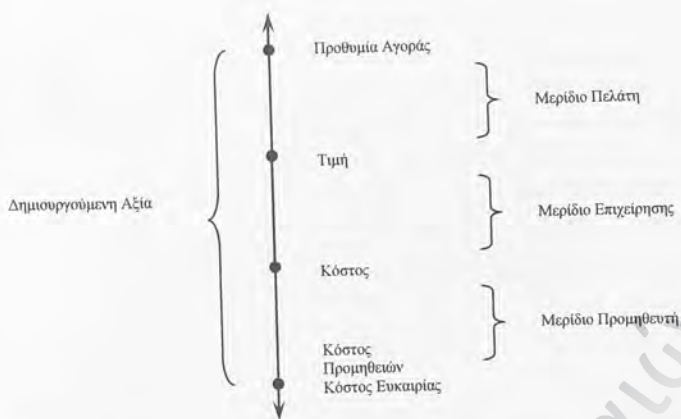 Προθυμία Αγοράς
Μερίδιο Πελάτη
Τιμή
Δημιουργούμενη Αξία
Μερίδιο Επιχείρησης
Κόστος
Μερίδιο Προμηθευτή
Κόστος
Προμηθειών
Κόστος Ευκαιρίας